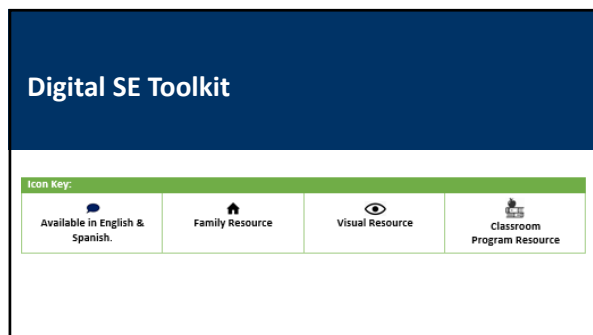 Digital SE Toolkit
Icon Key:
Available in English &
Spanish.
Family Resource
Visual Resource
Classroom
Program Resource